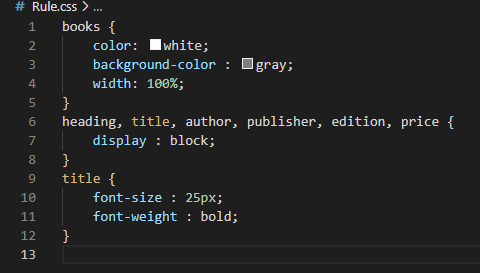 # Rule.css > ...
1 books {
2     color: white;
3     background-color : gray;
4     width: 100%;
5 }
6 heading, title, author, publisher, edition, price {
7     display : block;
8 }
9 title {
10     font-size : 25px;
11     font-weight : bold;
12 }
13